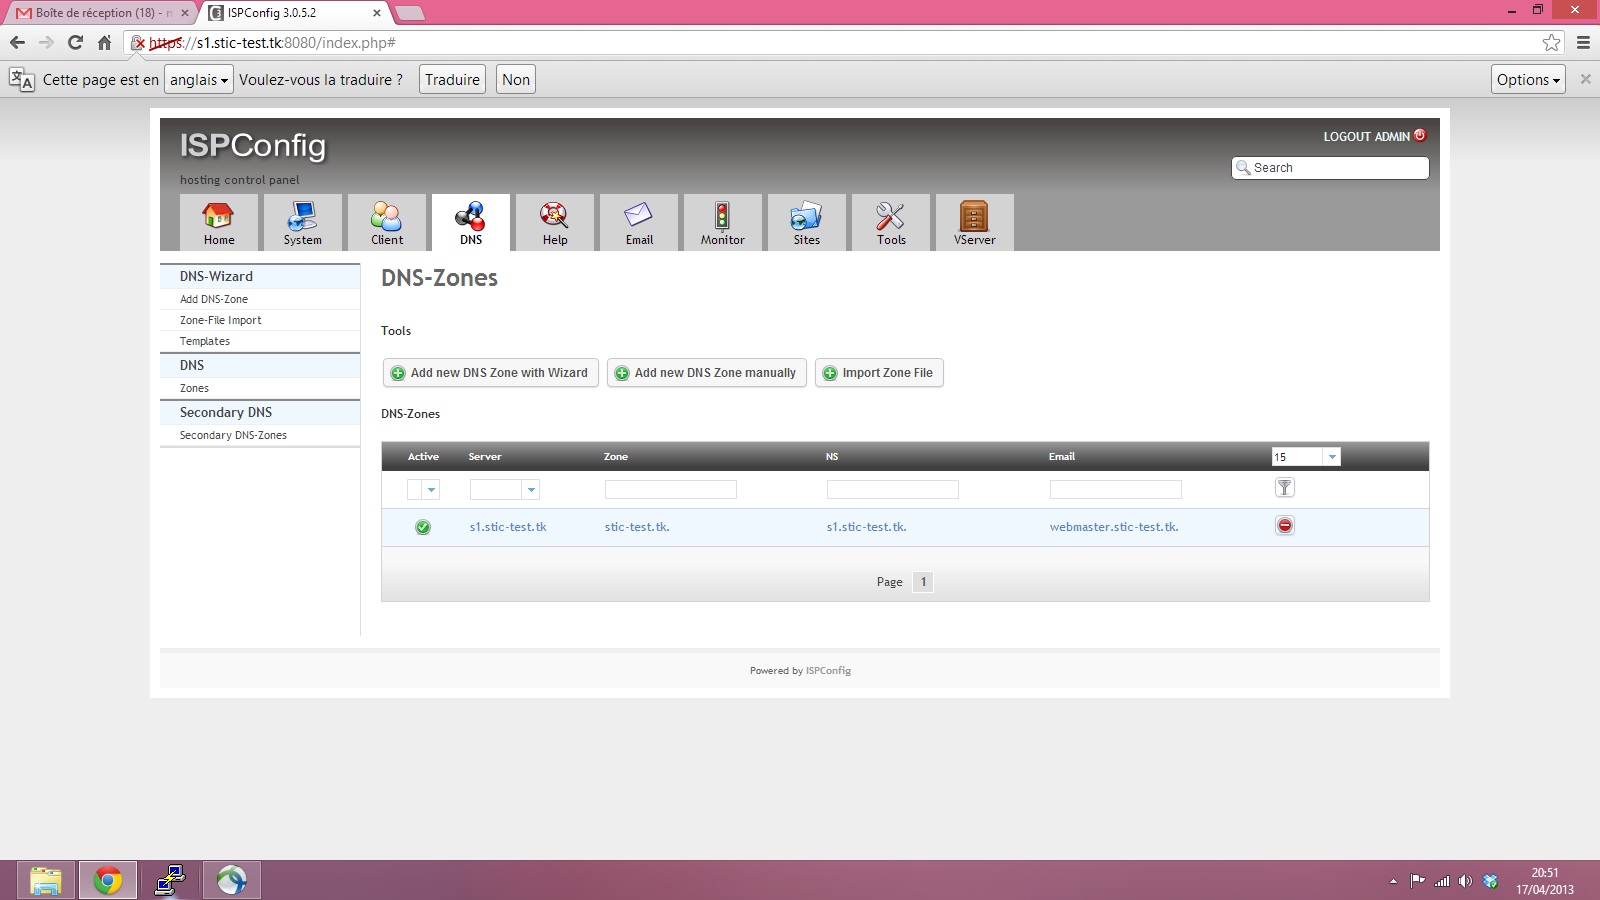 Boîte de réception (18) - n
ISPConfig 3.0.5.2
https://s1.stic-test.tk:8080/index.php#
Cette page est en anglais Voulez-vous la traduire ? Traduire Non Options
ISPConfig
hosting control panel
LOGOUT ADMIN
Search
Home System Client DNS Help Email Monitor Sites Tools VServer
DNS-Wizard
Add DNS-Zone
Zone-File Import
Templates
DNS
Zones
Secondary DNS
Secondary DNS-Zones
DNS-Zones
Tools
Add new DNS Zone with Wizard Add new DNS Zone manually Import Zone File
DNS-Zones
Active Server Zone NS Email 15
s1.stic-test.tk stic-test.tk. s1.stic-test.tk. webmaster.stic-test.tk.
Page 1
Powered by ISPConfig
20:51
17/04/2013